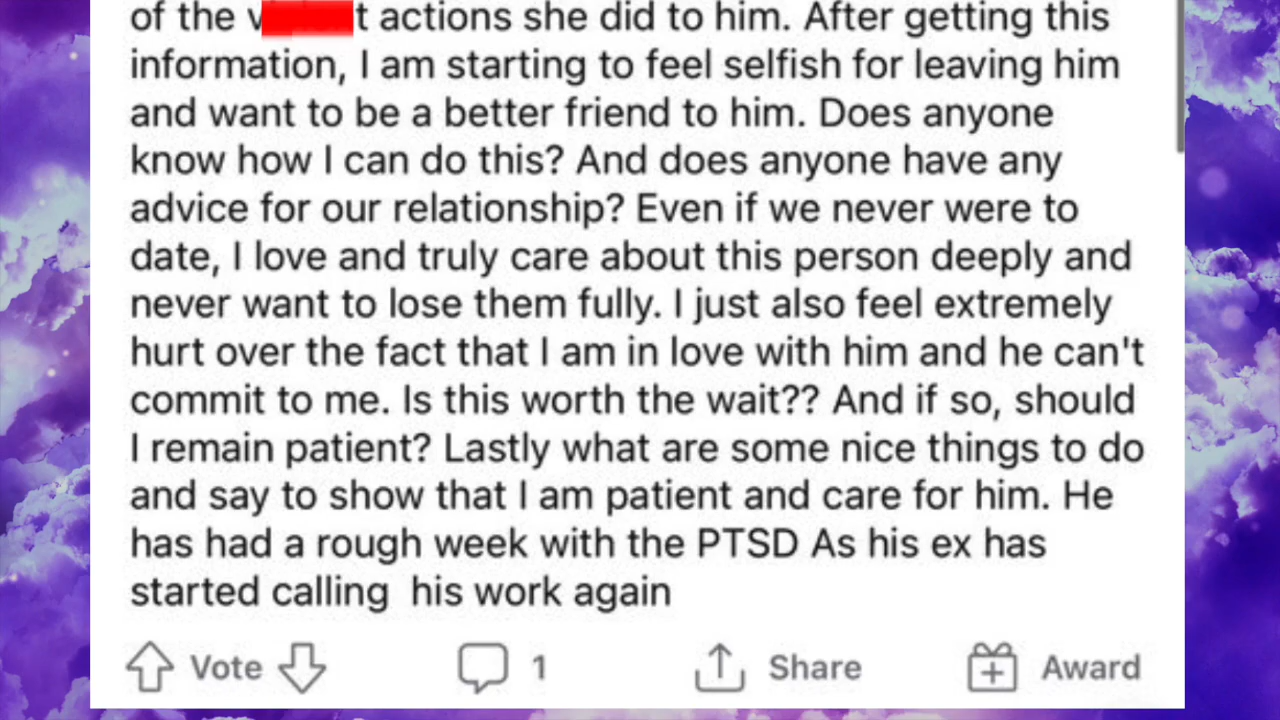 of the v t actions she did to him. After getting this
information, I am starting to feel selfish for leaving him
and want to be a better friend to him. Does anyone
know how I can do this? And does anyone have any
advice for our relationship? Even if we never were to
date, I love and truly care about this person deeply and
never want to lose them fully. I just also feel extremely
hurt over the fact that I am in love with him and he can't
commit to me. Is this worth the wait?? And if so, should
I remain patient? Lastly what are some nice things to do
and say to show that I am patient and care for him. He
has had a rough week with the PTSD As his ex has
started calling  his work again
Vote 1 Share Award